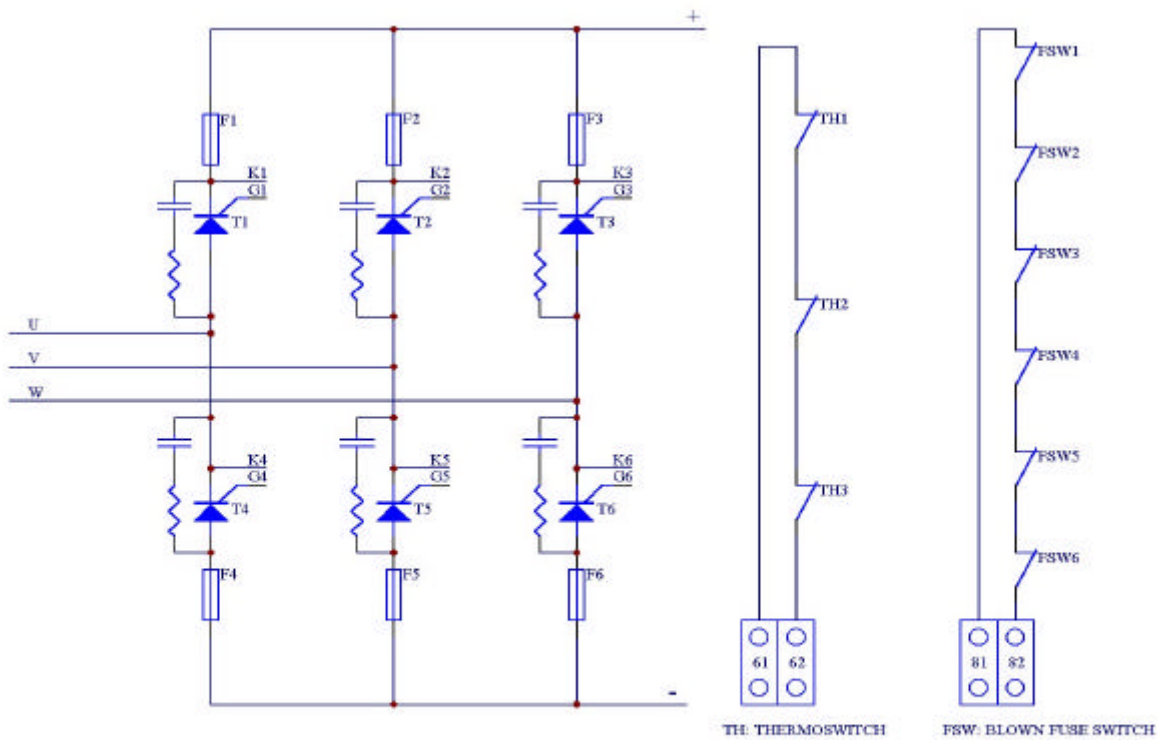 +
F1 F2 F3
K1 K2 K3
G1 G2 G3
T1 T2 T3
U
V
W
K4 K5 K6
G4 G5 G6
T4 T5 T6
F4 F5 F6
-
TH1
TH2
TH3
61 62
TH: THERMOSWITCH
FSW1
FSW2
FSW3
FSW4
FSW5
FSW6
81 82
FSW: BLOWN FUSE SWITCH